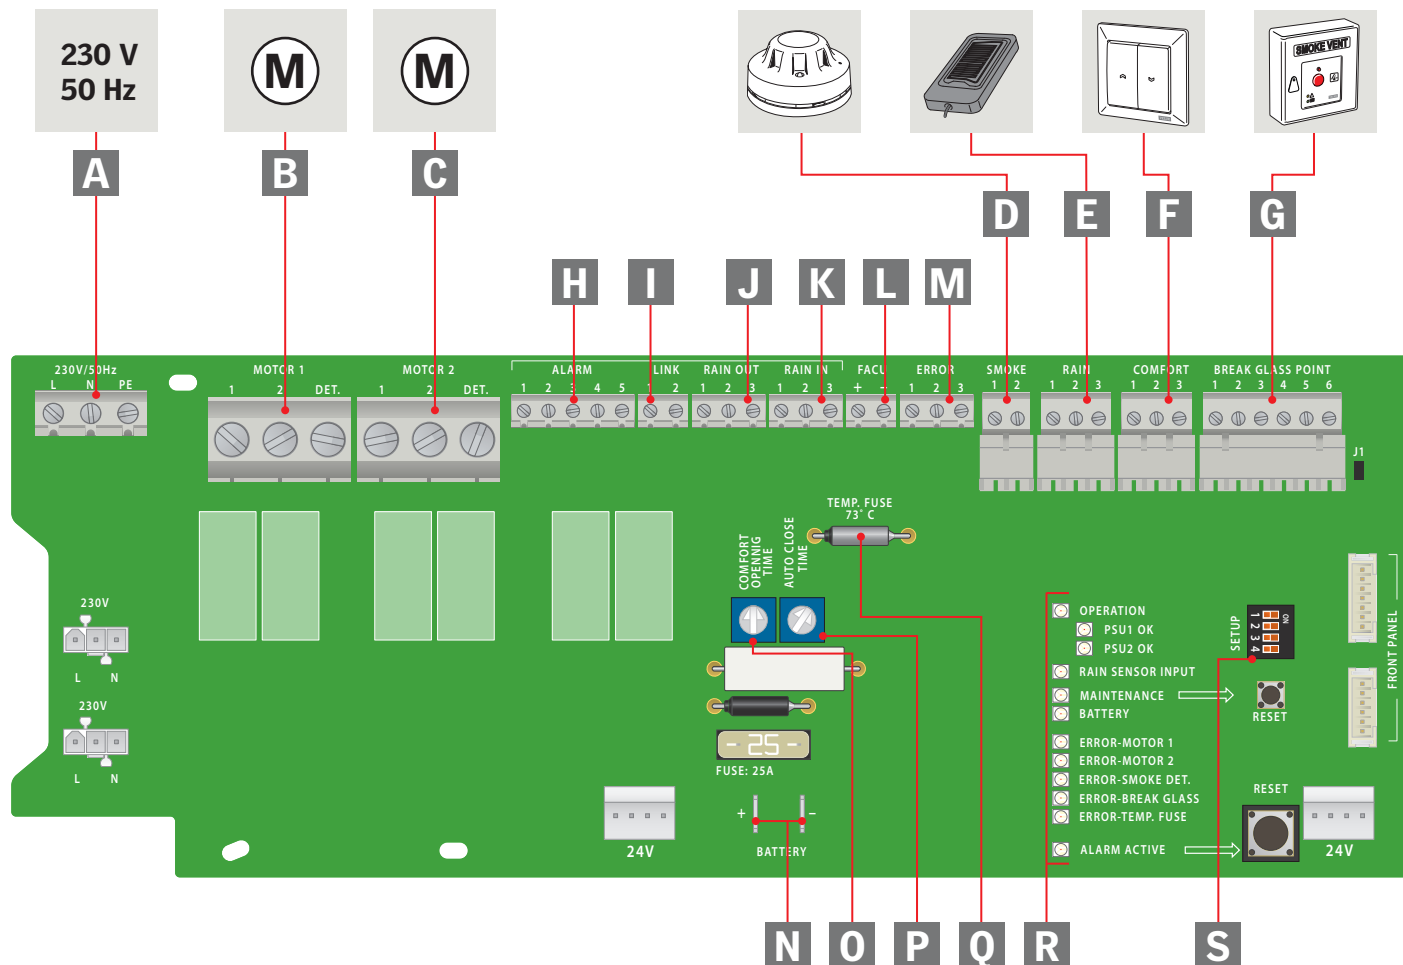 230 V
50 Hz
M
M
SMOKE VENT
A
B
C
D
E
F
G
H
I
J
K
L
M
230V/50Hz
L N PE
MOTOR 1
1 2 DET.
MOTOR 2
1 2 DET.
ALARM
1 2 3 4 5
LINK
1 2
RAIN OUT
1 2 3
RAIN IN
1 2 3
FACU
+ -
ERROR
1 2 3
SMOKE
1 2
RAIN
1 2 3
COMFORT
1 2 3
BREAK GLASS POINT
1 2 3 4 5 6
J1
TEMP. FUSE
73° C
COMFORT
OPENNIG
TIME
AUTO CLOSE
TIME
230V
L N
230V
L N
- 25 -
FUSE: 25A
+ -
BATTERY
24V
OPERATION
PSU1 OK
PSU2 OK
RAIN SENSOR INPUT
MAINTENANCE
BATTERY
ERROR-MOTOR 1
ERROR-MOTOR 2
ERROR-SMOKE DET.
ERROR-BREAK GLASS
ERROR-TEMP. FUSE
ALARM ACTIVE
SETUP
1 2 3 4
ON
RESET
RESET
FRONT PANEL
24V
N
O
P
Q
R
S